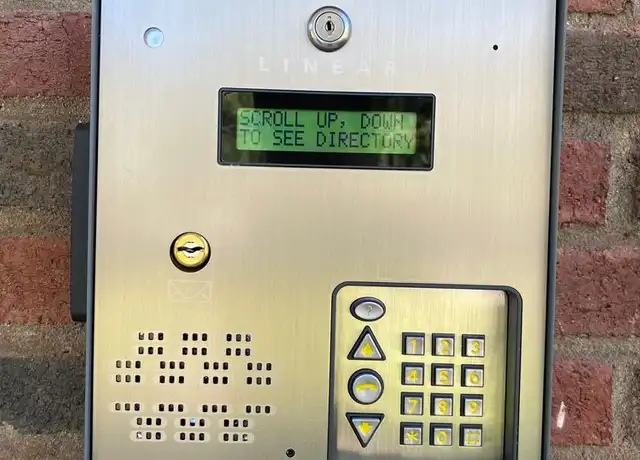 LINEAR
SCROLL UP, DOWN
TO SEE DIRECTORY
?
1 2 3
4 5 6
7 8 9
* 0 #